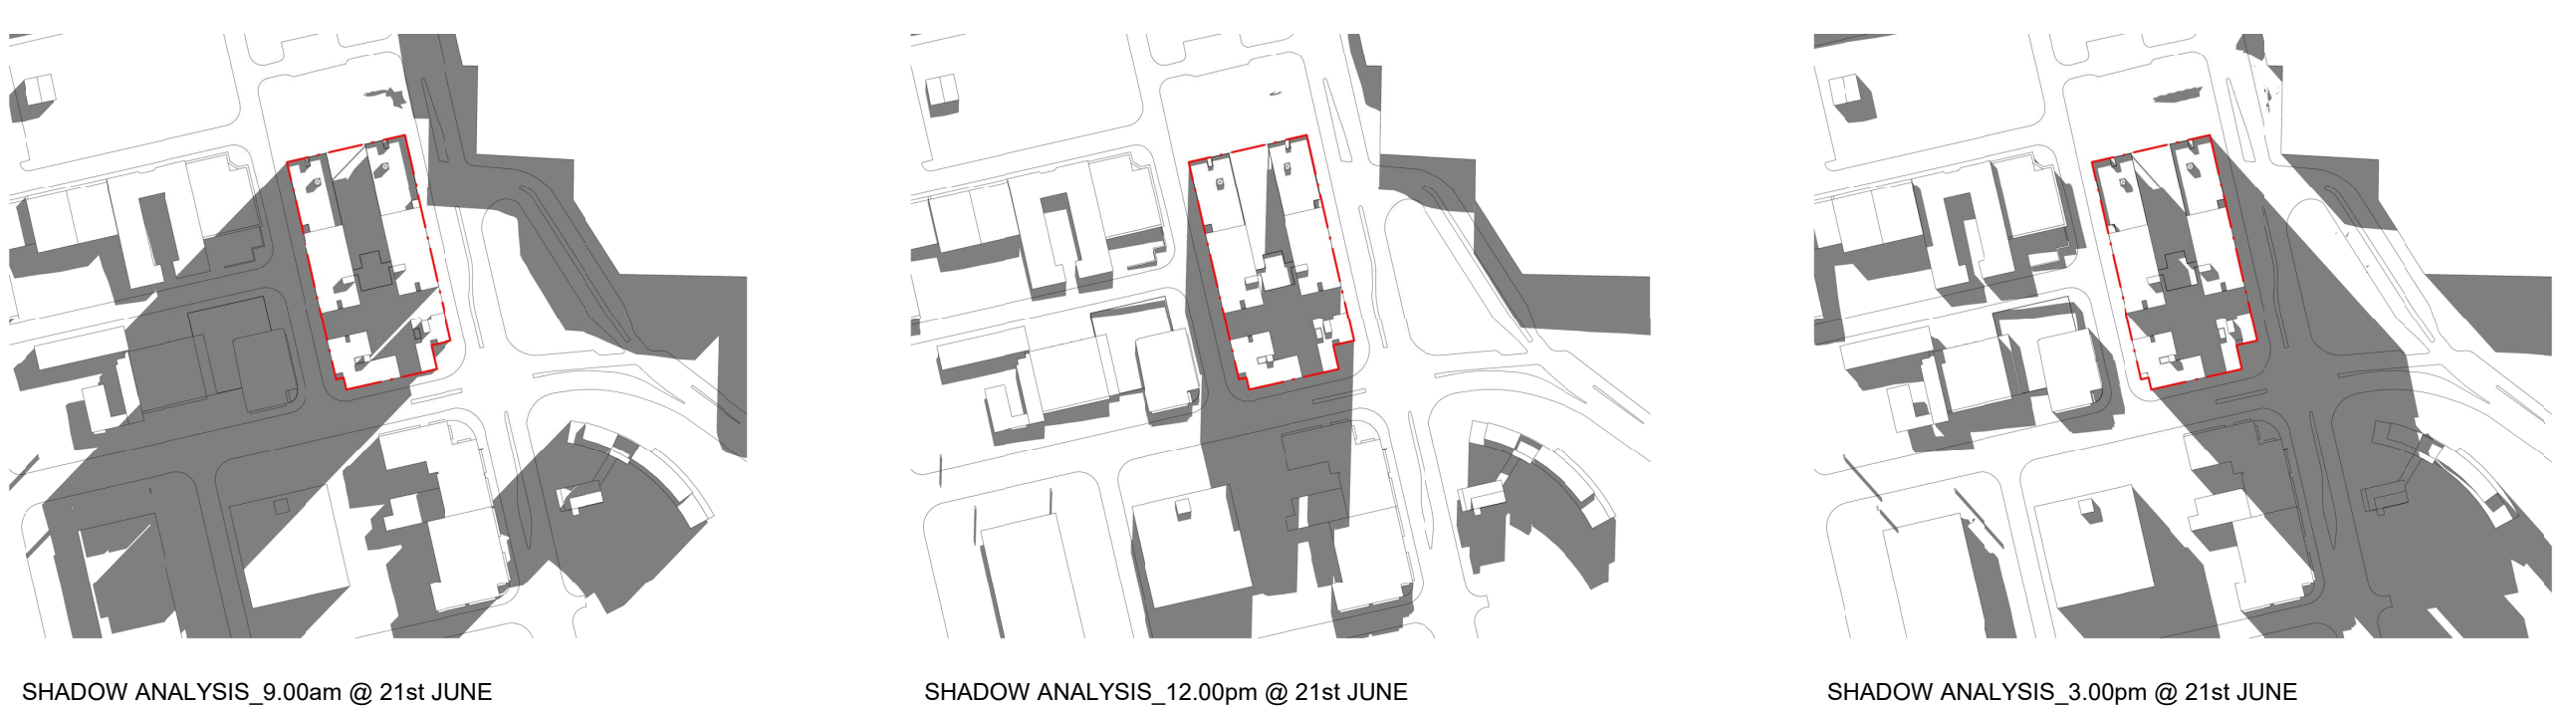 SHADOW ANALYSIS_9.00am @ 21st JUNE
SHADOW ANALYSIS_12.00pm @ 21st JUNE
SHADOW ANALYSIS_3.00pm @ 21st JUNE